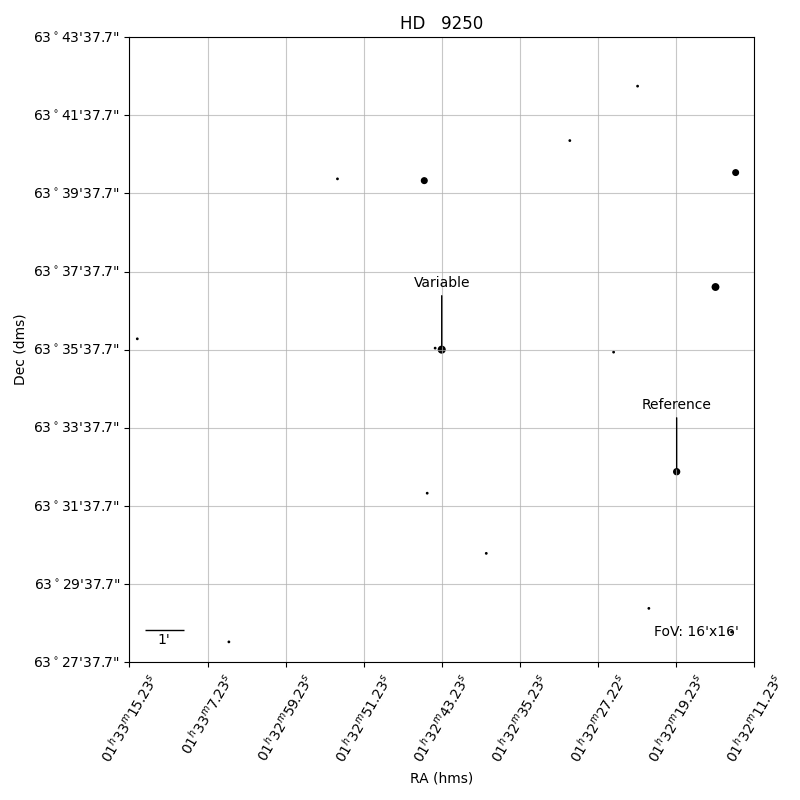 HD   9250
63°43'37.7"
63°41'37.7"
63°39'37.7"
63°37'37.7"
63°35'37.7"
63°33'37.7"
63°31'37.7"
63°29'37.7"
63°27'37.7"
Dec (dms)
Variable
Reference
1'
FoV: 16'x16'
01ʰ33ᵐ15.23ˢ
01ʰ33ᵐ7.23ˢ
01ʰ32ᵐ59.23ˢ
01ʰ32ᵐ51.23ˢ
01ʰ32ᵐ43.23ˢ
01ʰ32ᵐ35.23ˢ
01ʰ32ᵐ27.22ˢ
01ʰ32ᵐ19.23ˢ
01ʰ32ᵐ11.23ˢ
RA (hms)